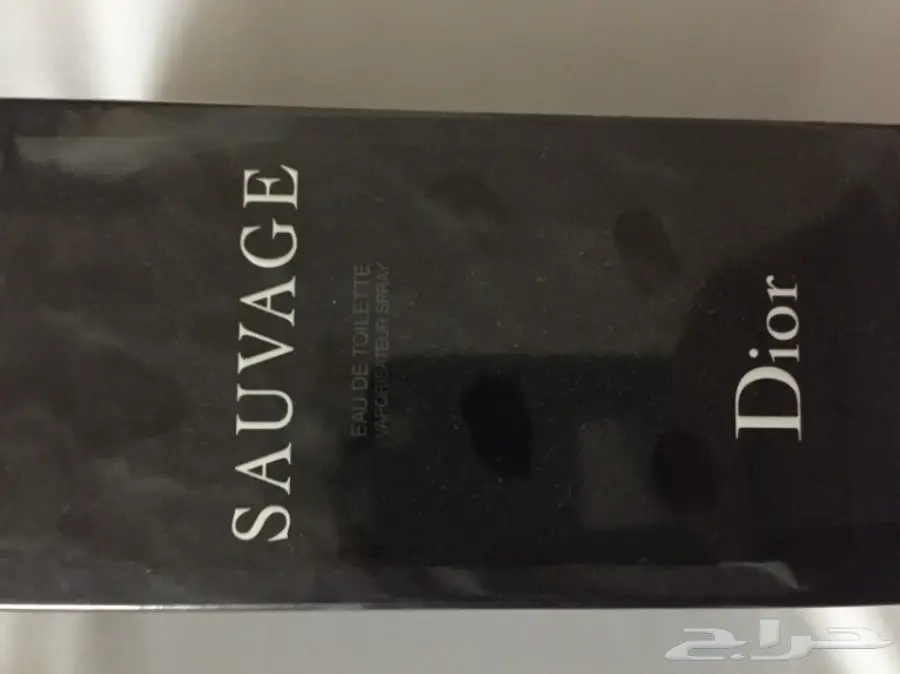 SAUVAGE
EAU DE TOILETTE
VAPORISATEUR SPRAY
Dior
حراج